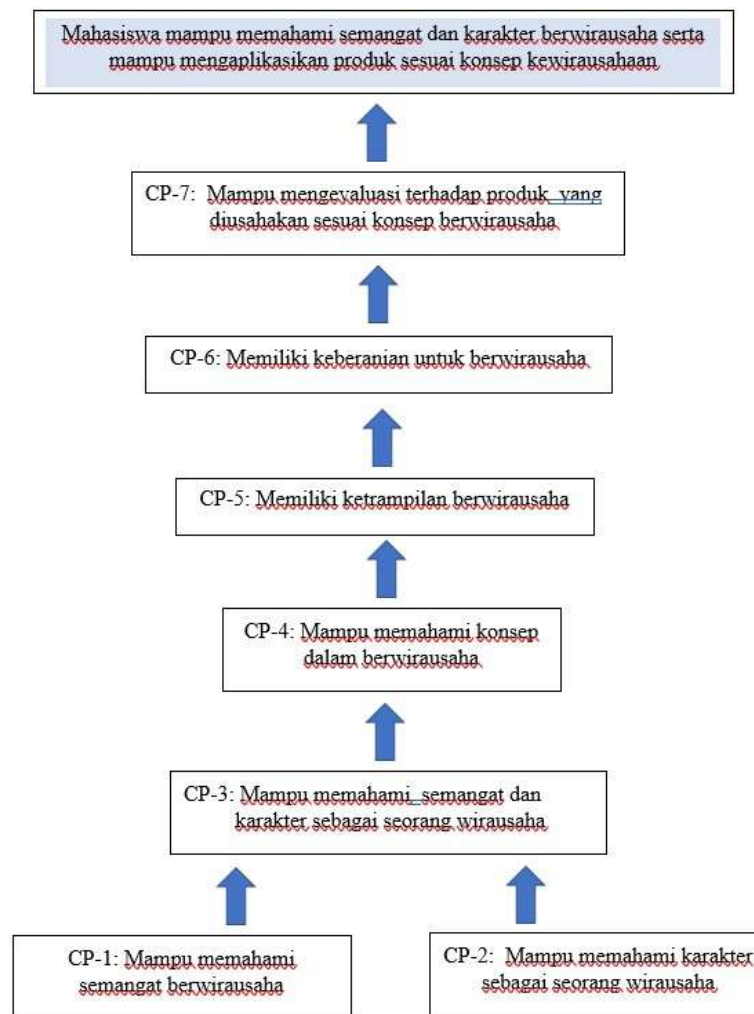 Mahasiswa mampu memahami semangat dan karakter berwirausaha serta
mampu mengaplikasikan produk sesuai konsep kewirausahaan
CP-7: Mampu mengevaluasi terhadap produk yang
diusahakan sesuai konsep berwirausaha
CP-6: Memiliki keberanian untuk berwirausaha
CP-5: Memiliki ketrampilan berwirausaha
CP-4: Mampu memahami konsep
dalam berwirausaha
CP-3: Mampu memahami semangat dan
karakter sebagai seorang wirausaha
CP-1: Mampu memahami
semangat berwirausaha
CP-2: Mampu memahami karakter
sebagai seorang wirausaha